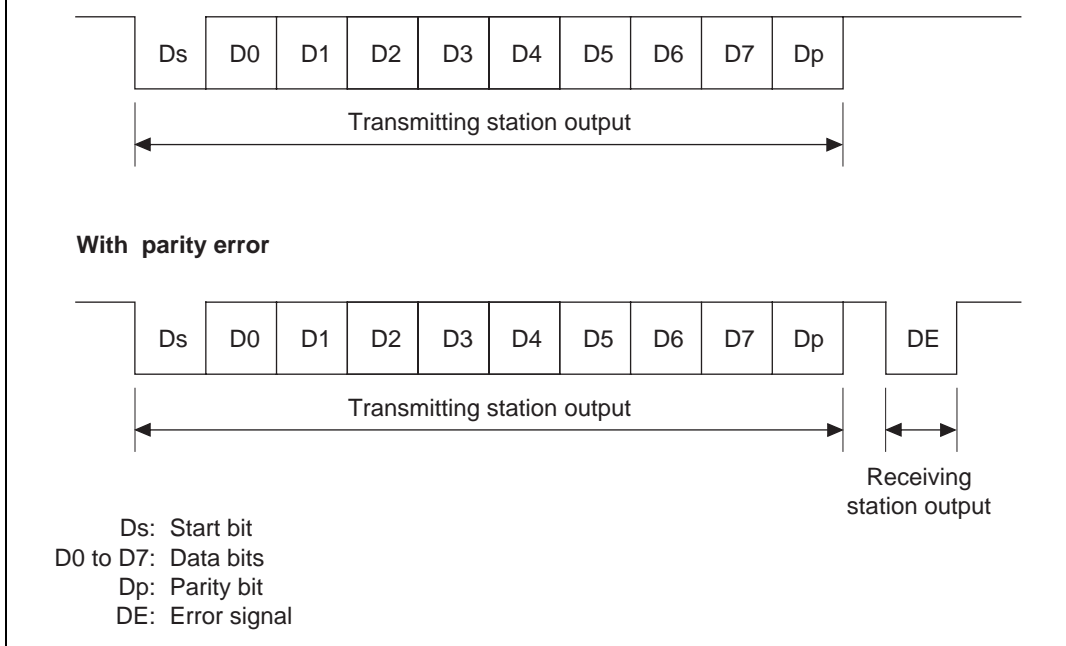 Ds D0 D1 D2 D3 D4 D5 D6 D7 Dp
Transmitting station output
With parity error
Ds D0 D1 D2 D3 D4 D5 D6 D7 Dp DE
Transmitting station output
Receiving
station output
Ds: Start bit
D0 to D7: Data bits
Dp: Parity bit
DE: Error signal